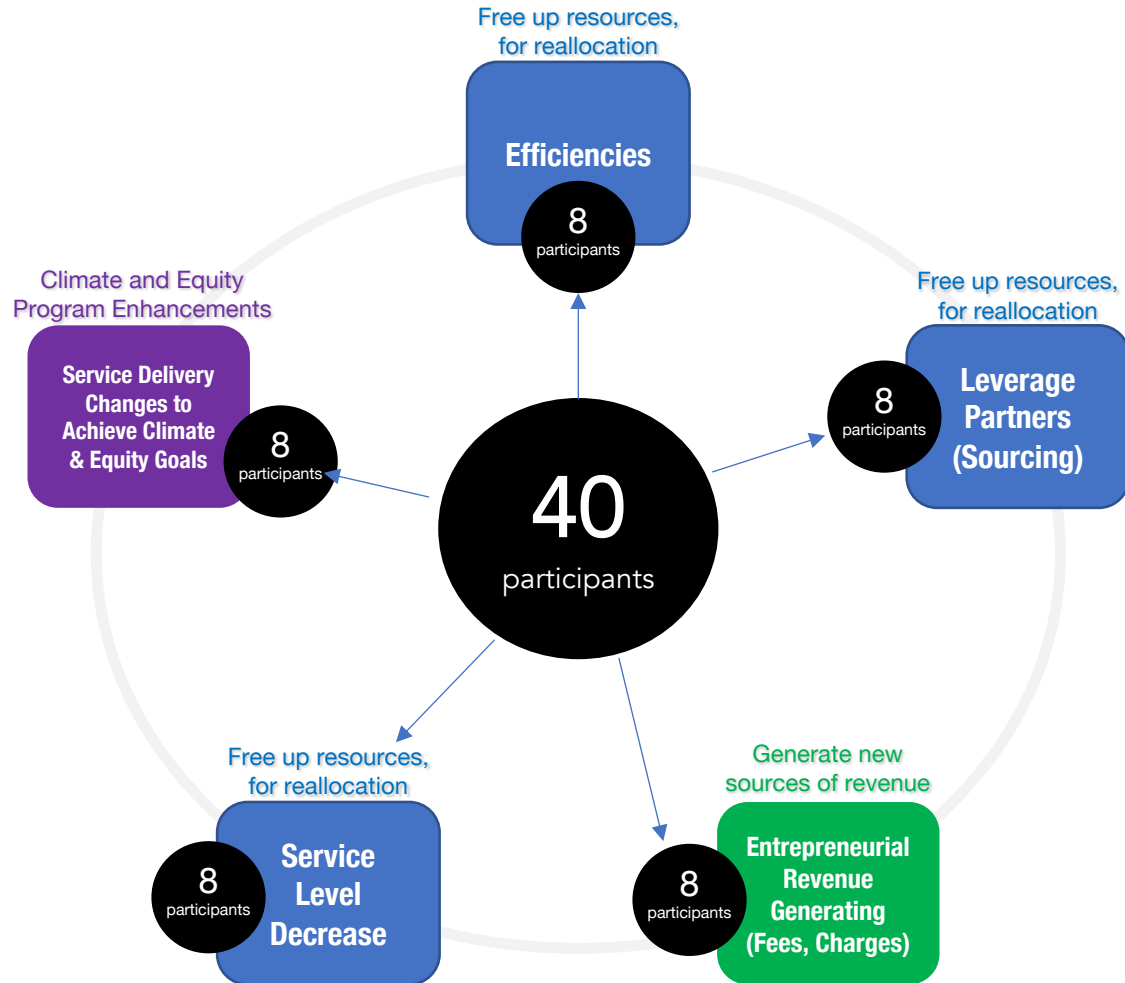 Free up resources,
for reallocation
Efficiencies
8
participants
Climate and Equity
Program Enhancements
Service Delivery
Changes to
Achieve Climate
& Equity Goals
8
participants
Free up resources,
for reallocation
Leverage
Partners
(Sourcing)
8
participants
40
participants
Free up resources,
for reallocation
Service
Level
Decrease
8
participants
Generate new
sources of revenue
Entrepreneurial
Revenue
Generating
(Fees, Charges)
8
participants